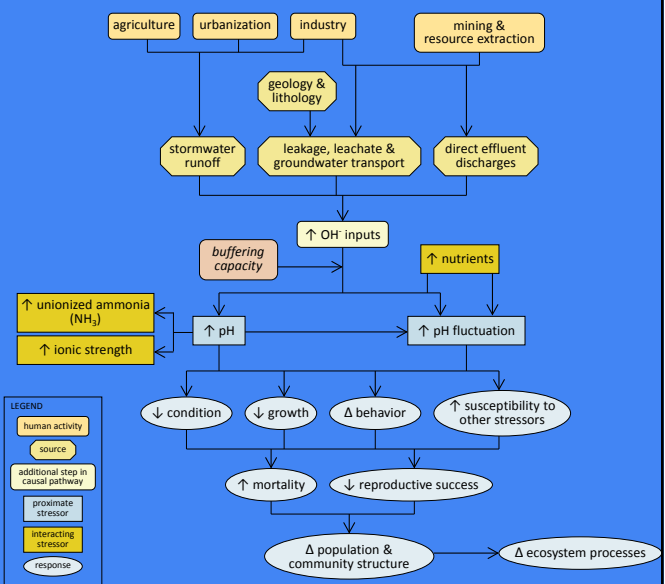 agriculture
urbanization
industry
mining &
resource extraction
geology &
lithology
stormwater
runoff
leakage, leachate &
groundwater transport
direct effluent
discharges
↑ OH⁻ inputs
buffering
capacity
↑ nutrients
↑ unionized ammonia
(NH₃)
↑ ionic strength
↑ pH
↑ pH fluctuation
↓ condition
↓ growth
Δ behavior
↑ susceptibility to
other stressors
↑ mortality
↓ reproductive success
Δ population &
community structure
Δ ecosystem processes
LEGEND
human activity
source
additional step in
causal pathway
proximate
stressor
interacting
stressor
response